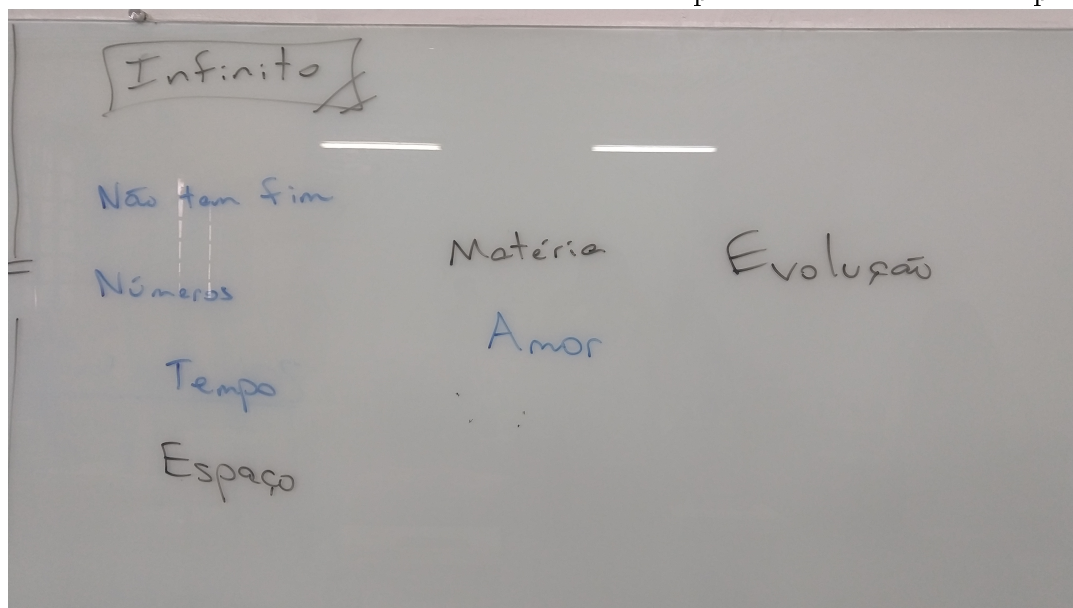 Infinito
Não tem fim
Números
Tempo
Espaço
Matéria
Amor
Evolução